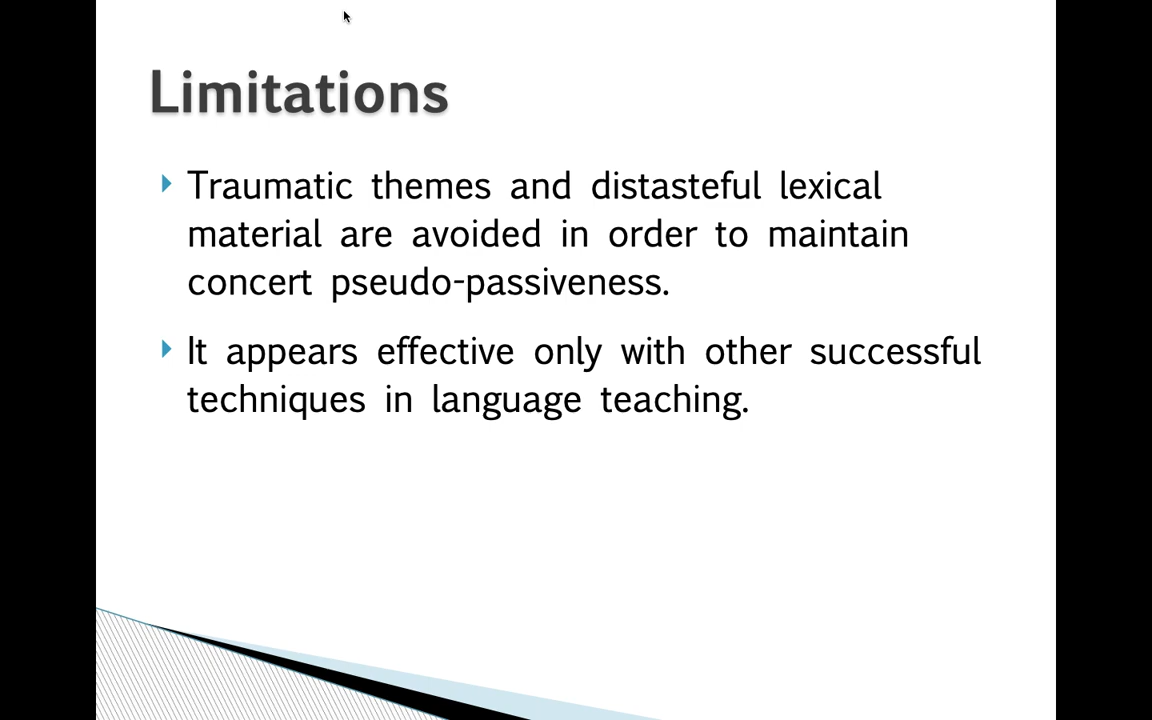 Limitations
Traumatic themes and distasteful lexical
material are avoided in order to maintain
concert pseudo-passiveness.
It appears effective only with other successful
techniques in language teaching.